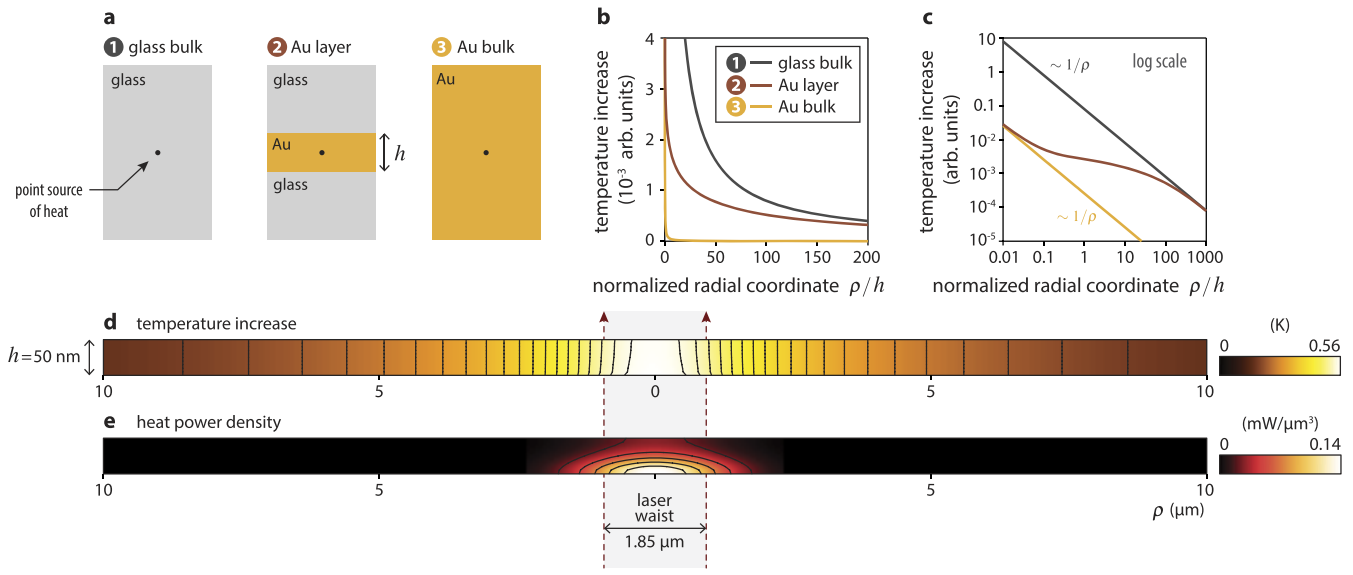 a
1 glass bulk
2 Au layer
3 Au bulk
glass
glass
Au
Au
h
glass
point source
of heat
b
temperature increase
(10⁻³ arb. units)
4
3
2
1
0
1 glass bulk
2 Au layer
3 Au bulk
0 50 100 150 200
normalized radial coordinate ρ/h
c
temperature increase
(arb. units)
10
1
0.1
10⁻²
10⁻³
10⁻⁴
10⁻⁵
~ 1/ρ
log scale
~ 1/ρ
0.01 0.1 1 10 100 1000
normalized radial coordinate ρ/h
d temperature increase
h=50 nm
10 5 0 5 10
(K)
0 0.56
e heat power density
(mW/μm³)
0 0.14
10 5 5 10
ρ (μm)
laser
waist
1.85 μm